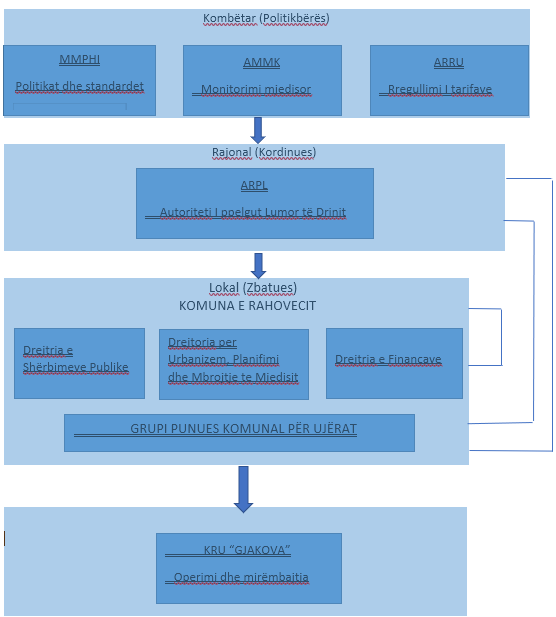 Kombëtar (Politikbërës)
MMPHI
Politikat dhe standardet
AMMK
Monitorimi mjedisor
ARRU
Rregullimi I tarifave
Rajonal (Kordinues)
ARPL
Autoriteti I ppelgut Lumor të Drinit
Lokal (Zbatues)
KOMUNA E RAHOVECIT
Drejtria e
Shërbimeve Publike
Drejtoria per
Urbanizem, Planifimi
dhe Mbrojtje te Mjedisit
Drejtria e Financave
GRUPI PUNUES KOMUNAL PËR UJËRAT
KRU “GJAKOVA”
Operimi dhe mirëmbajtja